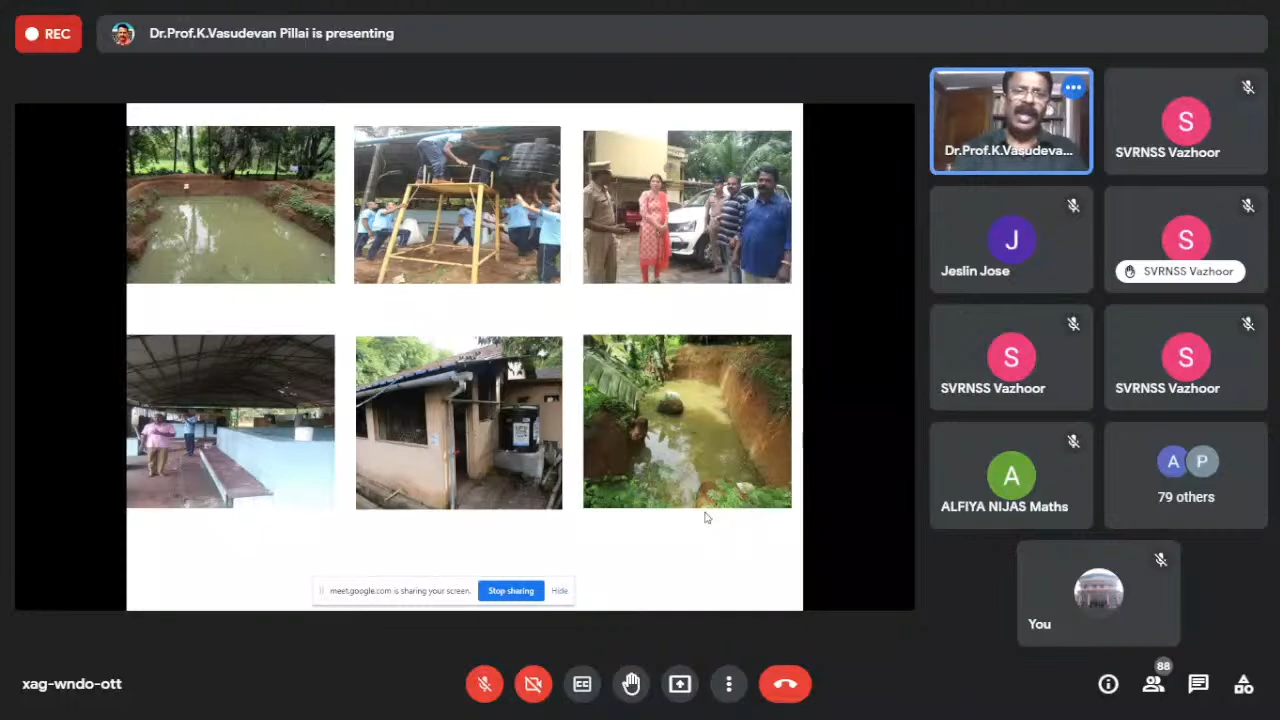 REC
Dr.Prof.K.Vasudevan Pillai is presenting
Dr.Prof.K.Vasudeva...
SVRNSS Vazhoor
Jeslin Jose
J
S
S
SVRNSS Vazhoor
SVRNSS Vazhoor
S
SVRNSS Vazhoor
S
A
ALFIYA NIJAS Maths
A P
79 others
You
meet.google.com is sharing your screen.
Stop sharing
Hide
xag-wndo-ott
CC
88